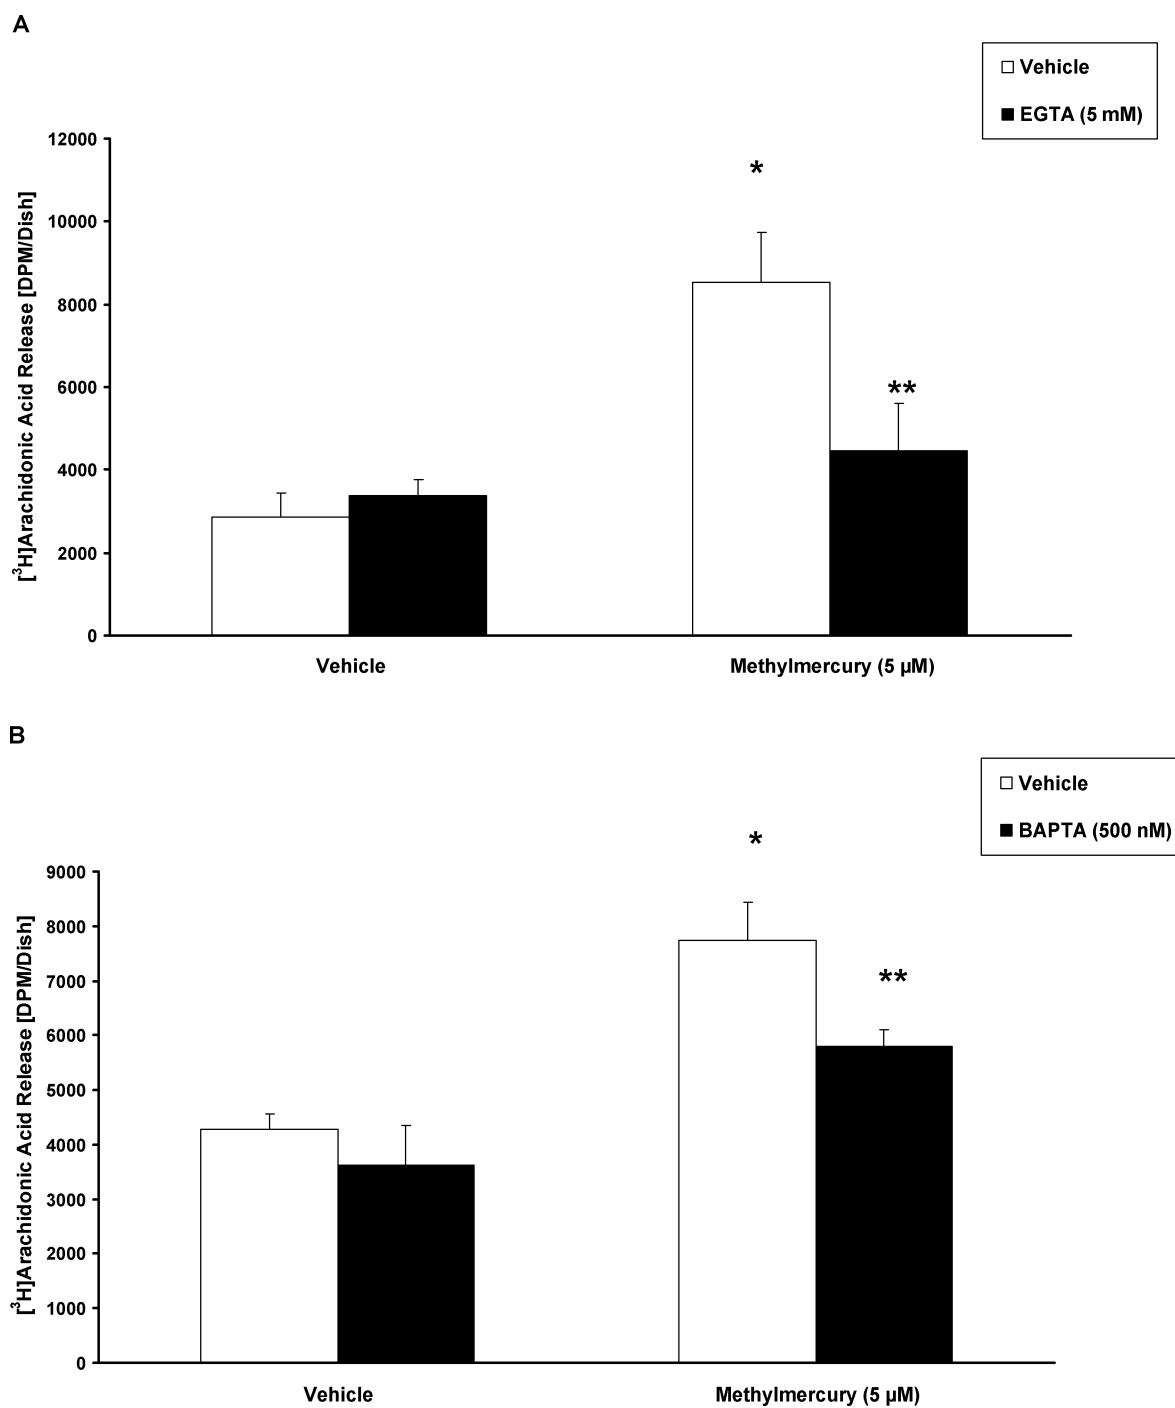 A
Vehicle
EGTA (5 mM)
12000
10000
8000
6000
4000
2000
0
[³H]Arachidonic Acid Release [DPM/Dish]
*
**
Vehicle
Methylmercury (5 µM)
B
Vehicle
BAPTA (500 nM)
9000
8000
7000
6000
5000
4000
3000
2000
1000
0
[³H]Arachidonic Acid Release [DPM/Dish]
*
**
Vehicle
Methylmercury (5 µM)